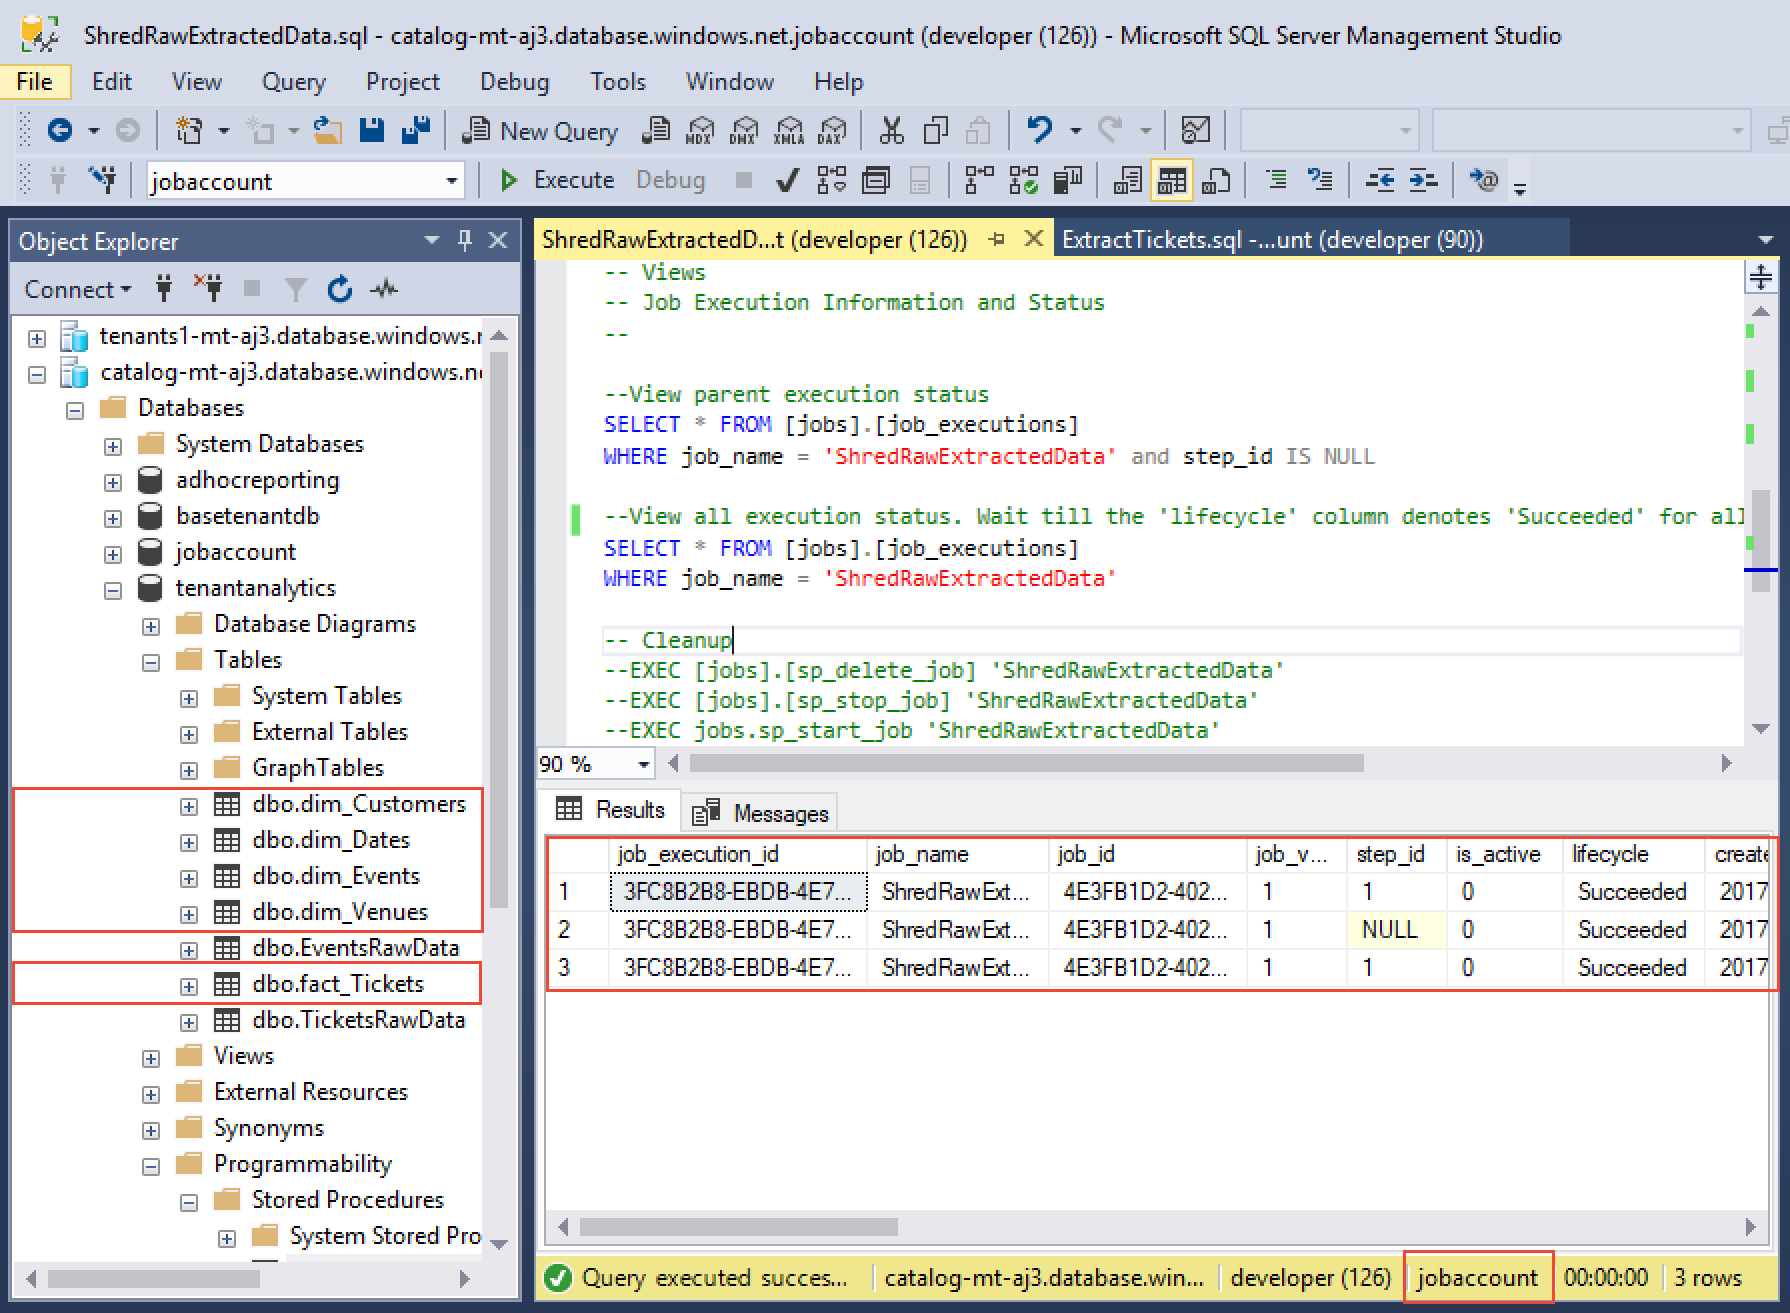 ShredRawExtractedData.sql - catalog-mt-aj3.database.windows.net.jobaccount (developer (126)) - Microsoft SQL Server Management Studio
File Edit View Query Project Debug Tools Window Help
New Query MDX DMX XMLA DAX
jobaccount Execute Debug
Object Explorer
Connect
tenants1-mt-aj3.database.windows.
catalog-mt-aj3.database.windows.n
Databases
System Databases
adhocreporting
basetenantdb
jobaccount
tenantanalytics
Database Diagrams
Tables
System Tables
External Tables
GraphTables
dbo.dim_Customers
dbo.dim_Dates
dbo.dim_Events
dbo.dim_Venues
dbo.EventsRawData
dbo.fact_Tickets
dbo.TicketsRawData
Views
External Resources
Synonyms
Programmability
Stored Procedures
System Stored Pro
ShredRawExtractedD...t (developer (126)) ExtractTickets.sql -...unt (developer (90))
-- Views
-- Job Execution Information and Status
--
--View parent execution status
SELECT * FROM [jobs].[job_executions]
WHERE job_name = 'ShredRawExtractedData' and step_id IS NULL
--View all execution status. Wait till the 'lifecycle' column denotes 'Succeeded' for all
SELECT * FROM [jobs].[job_executions]
WHERE job_name = 'ShredRawExtractedData'
-- Cleanup
--EXEC [jobs].[sp_delete_job] 'ShredRawExtractedData'
--EXEC [jobs].[sp_stop_job] 'ShredRawExtractedData'
--EXEC jobs.sp_start_job 'ShredRawExtractedData'
90 %
Results Messages
job_execution_id job_name job_id job_v... step_id is_active lifecycle create
1 3FC8B2B8-EBDB-4E7... ShredRawExt... 4E3FB1D2-402... 1 1 0 Succeeded 2017
2 3FC8B2B8-EBDB-4E7... ShredRawExt... 4E3FB1D2-402... 1 NULL 0 Succeeded 2017
3 3FC8B2B8-EBDB-4E7... ShredRawExt... 4E3FB1D2-402... 1 1 0 Succeeded 2017
Query executed succes... catalog-mt-aj3.database.win... developer (126) jobaccount 00:00:00 3 rows